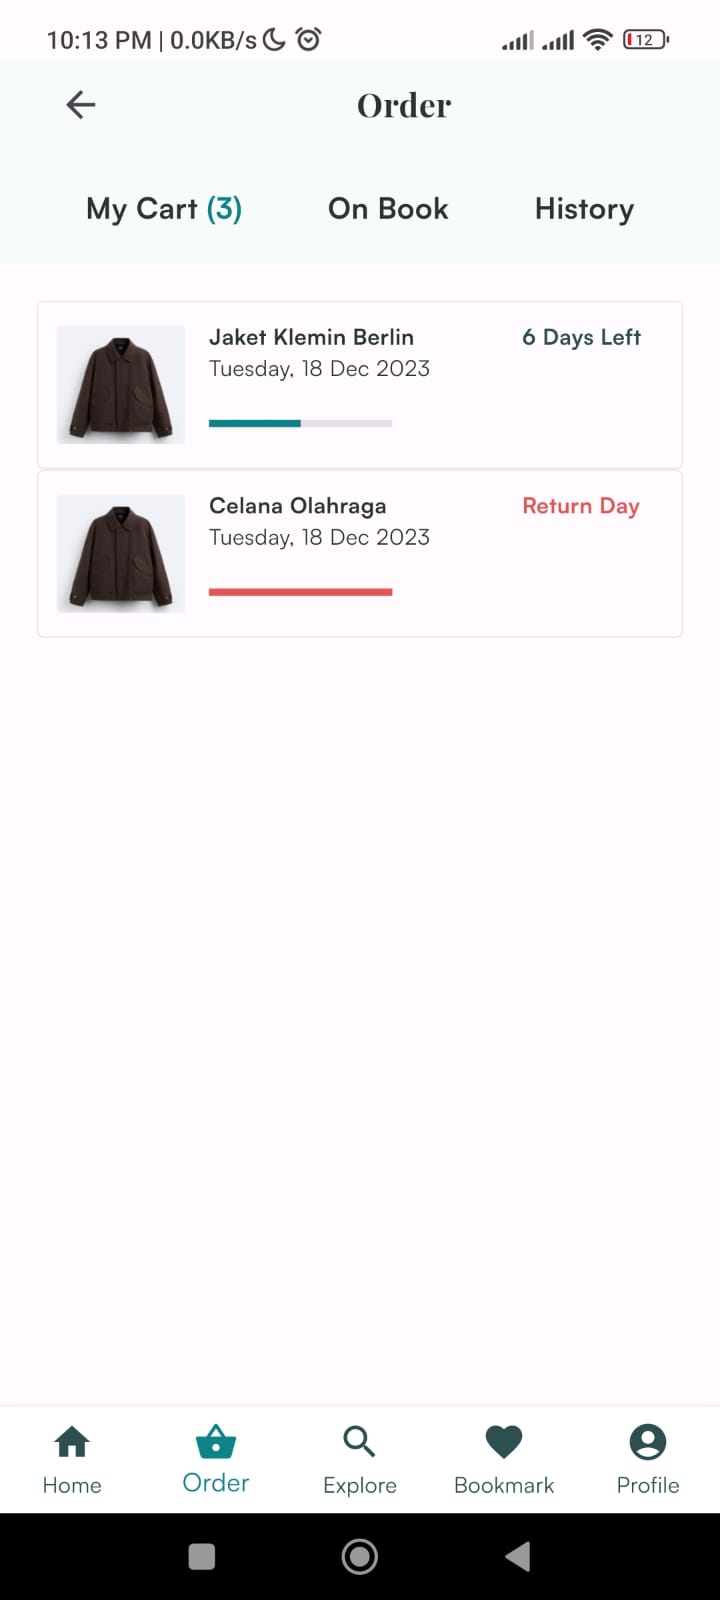 10:13 PM | 0.0KB/s 12
Order
My Cart (3) On Book History
Jaket Klemin Berlin 6 Days Left
Tuesday, 18 Dec 2023
Celana Olahraga Return Day
Tuesday, 18 Dec 2023
Home Order Explore Bookmark Profile